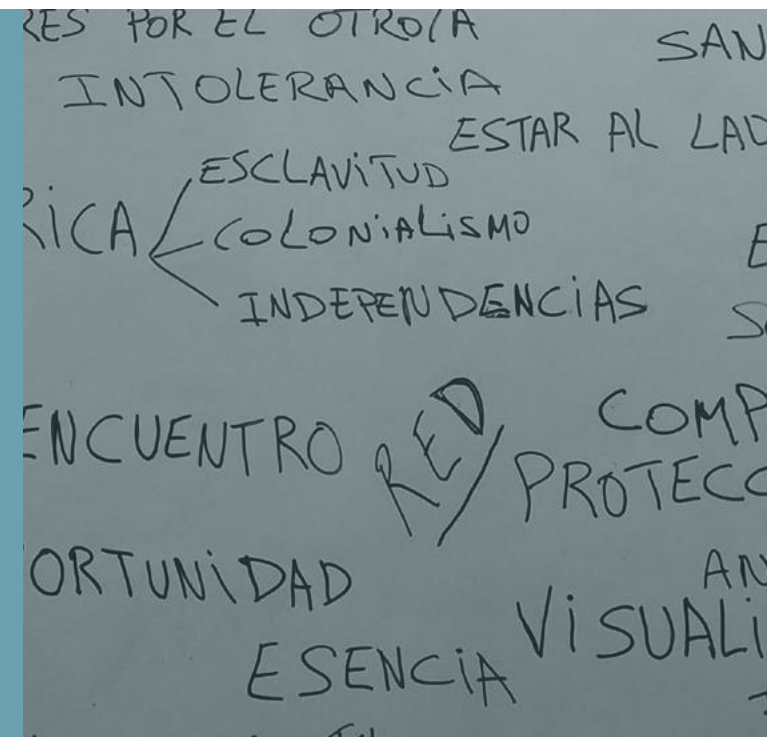 RES POR EL OTRO/A
SAN
INTOLERANCiA
ESTAR AL LAD
ESCLAViTUD
RiCA
COLONiALiSMO
E
INDEPENDENCiAS
S
ENCUENTRO
RED
COMP
PROTECC
ORTUNiDAD
AN
ViSUALi
ESENCiA